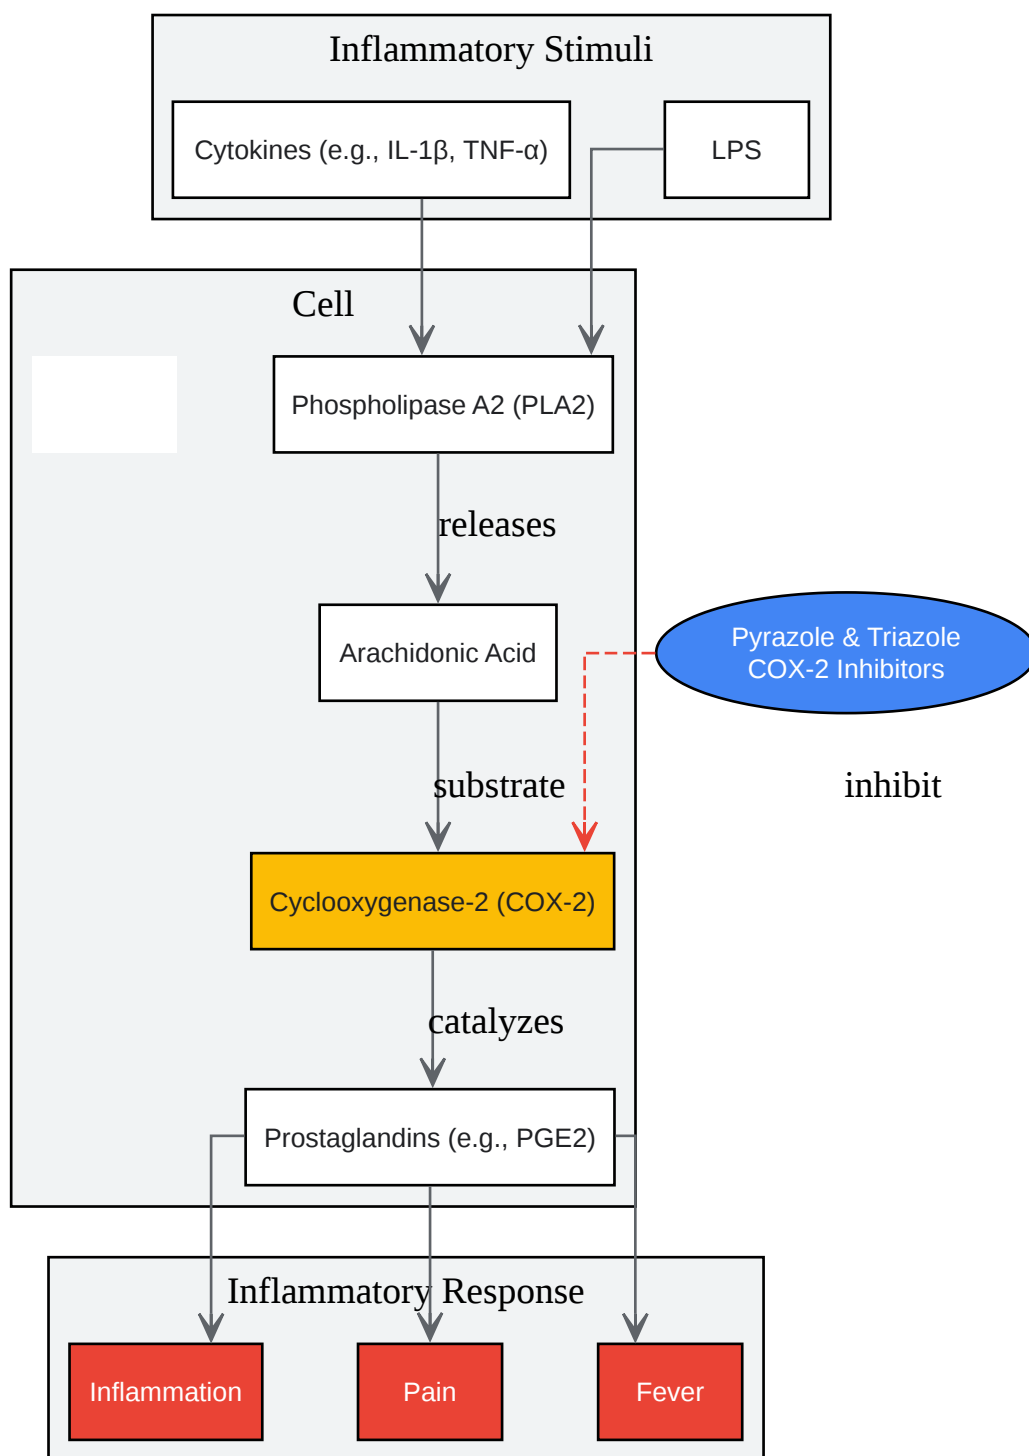 Inflammatory Stimuli
Cytokines (e.g., IL-1β, TNF-α)
LPS
Cell
Phospholipase A2 (PLA2)
releases
Arachidonic Acid
Pyrazole & Triazole
COX-2 Inhibitors
substrate
inhibit
Cyclooxygenase-2 (COX-2)
catalyzes
Prostaglandins (e.g., PGE2)
Inflammatory Response
Inflammation
Pain
Fever